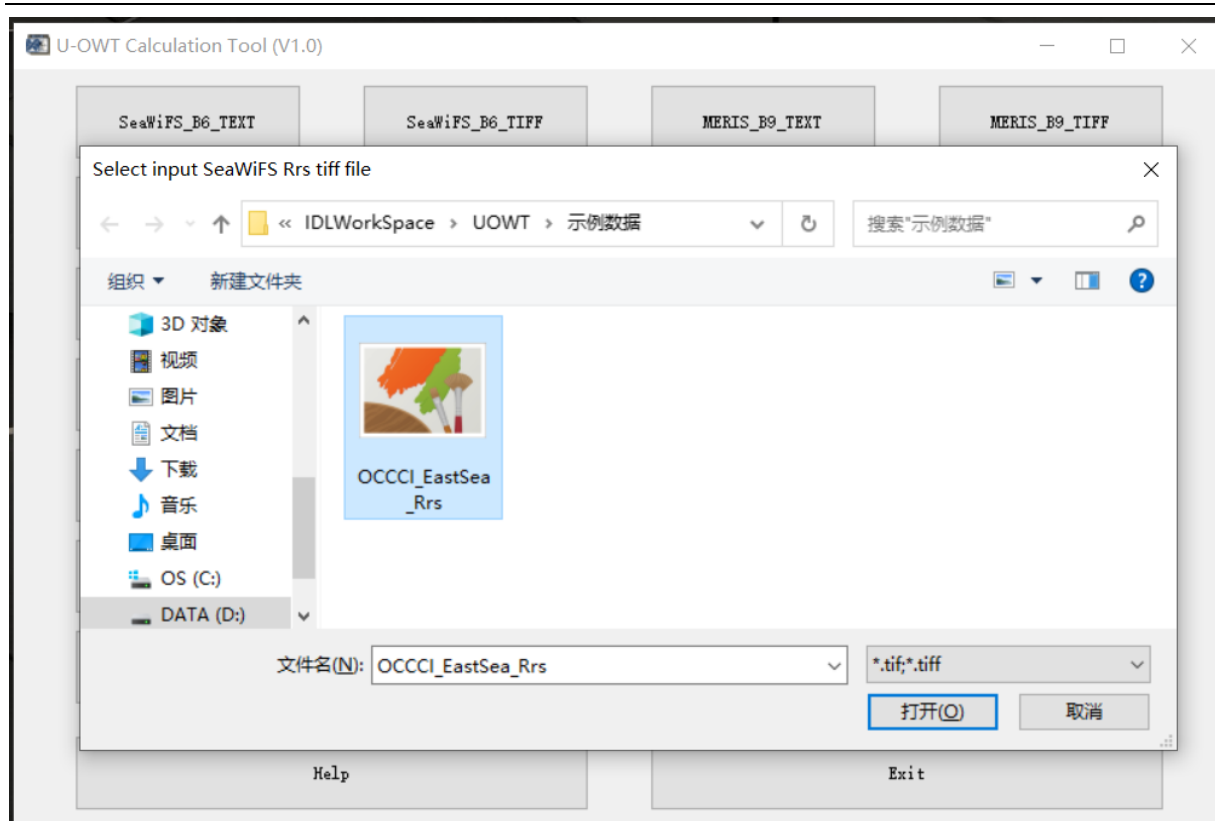 U-OWT Calculation Tool (V1.0)
SeaWiFS_B6_TEXT
SeaWiFS_B6_TIFF
MERIS_B9_TEXT
MERIS_B9_TIFF
Select input SeaWiFS Rrs tiff file
« IDLWorkSpace › UOWT › 示例数据
搜索"示例数据"
组织
新建文件夹
3D 对象
视频
图片
文档
下载
音乐
桌面
OS (C:)
DATA (D:)
OCCCI_EastSea
_Rrs
文件名(N):
OCCCI_EastSea_Rrs
*.tif;*.tiff
打开(O)
取消
Help
Exit